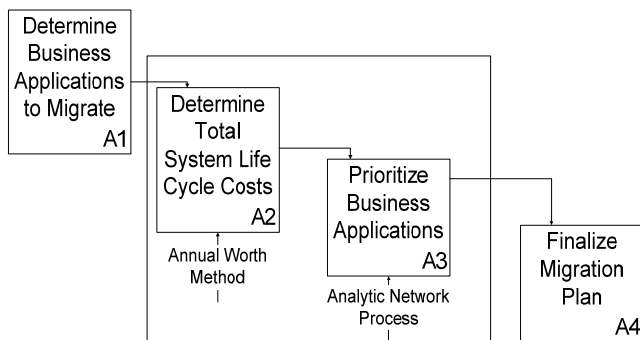 Determine
Business
Applications
to Migrate
A1
Determine
Total
System Life
Cycle Costs
A2
Annual Worth
Method
Prioritize
Business
Applications
A3
Analytic Network
Process
Finalize
Migration
Plan
A4